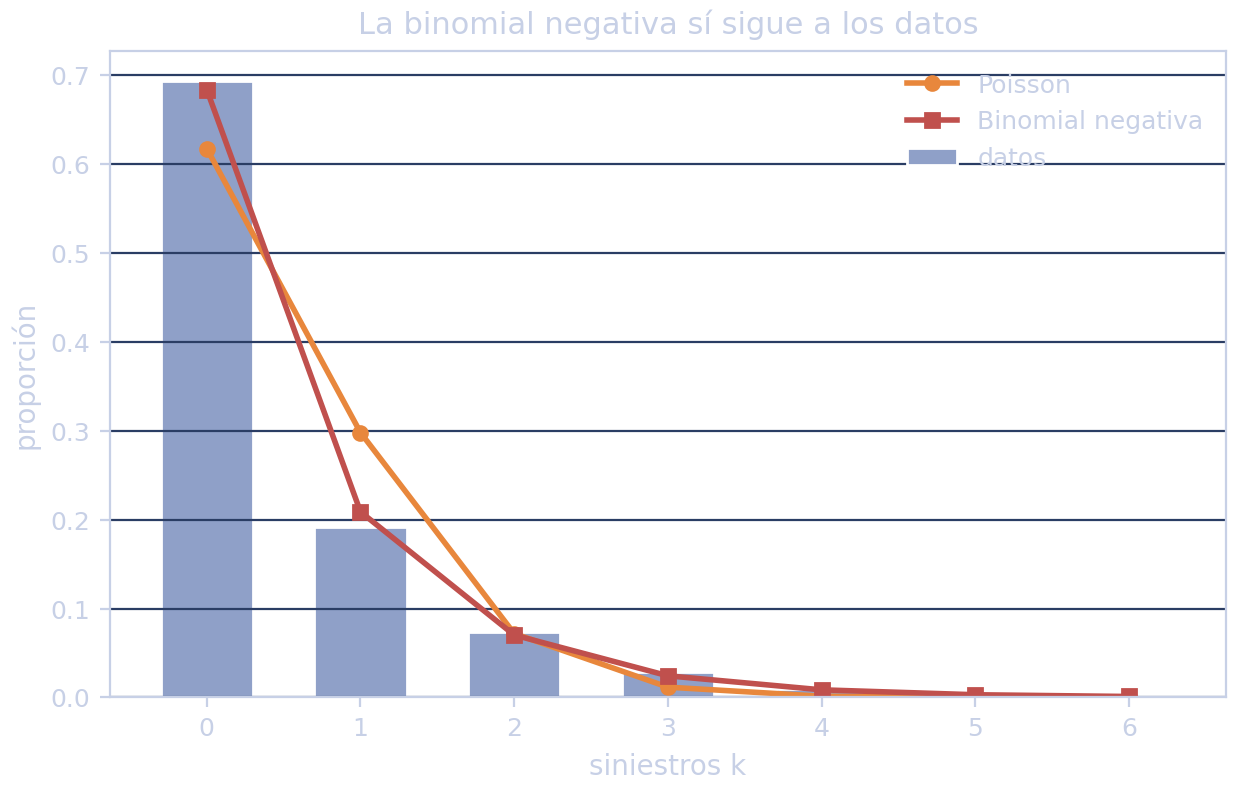 La binomial negativa sí sigue a los datos
Poisson
Binomial negativa
datos
proporción
0.7
0.6
0.5
0.4
0.3
0.2
0.1
0.0
0 1 2 3 4 5 6
siniestros k